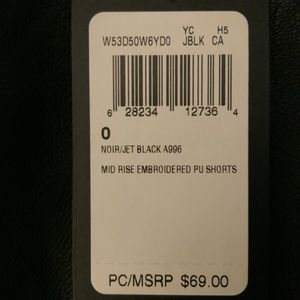 W53D50W6YD0 YC H5
JBLK CA
6 28234 12736 4
0
NOIR/JET BLACK A996
MID RISE EMBROIDERED PU SHORTS
PC/MSRP $69.00